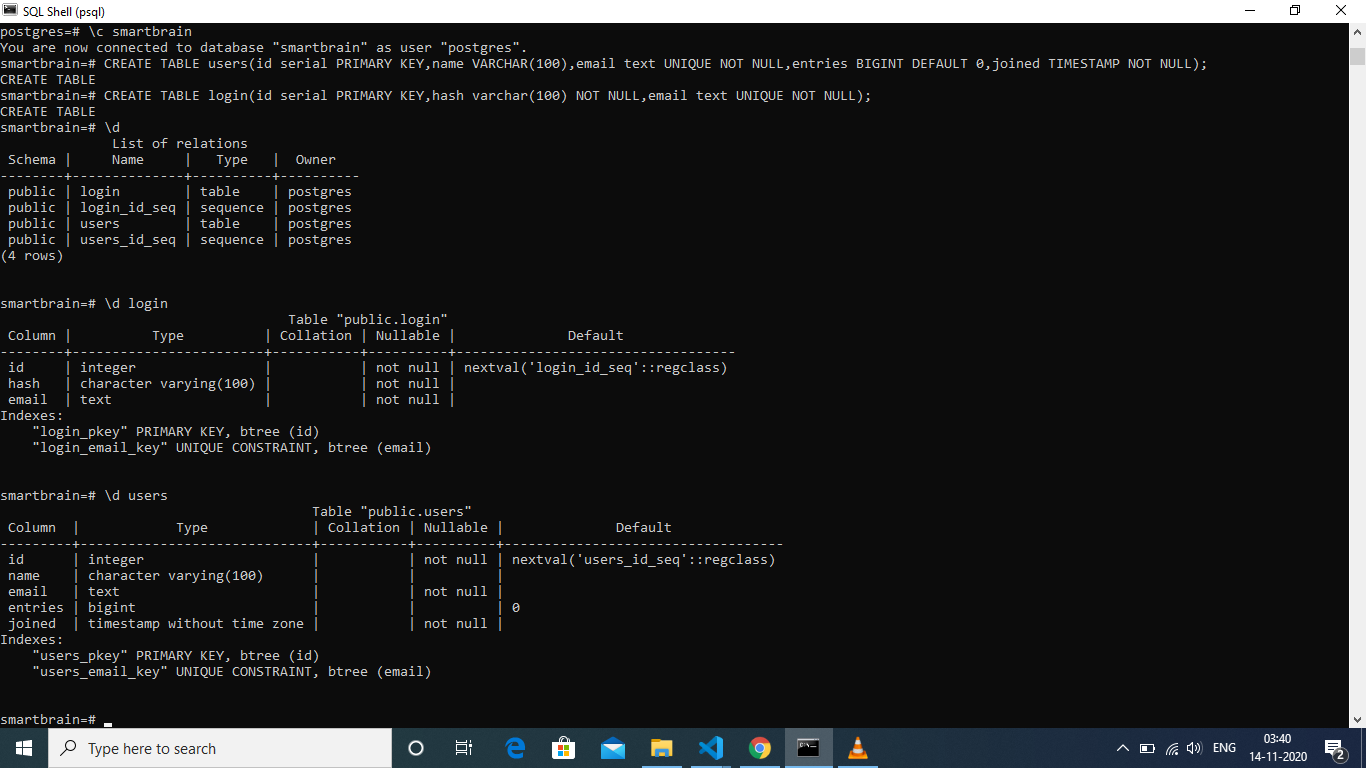 SQL Shell (psql)
postgres=# \c smartbrain
You are now connected to database "smartbrain" as user "postgres".
smartbrain=# CREATE TABLE users(id serial PRIMARY KEY,name VARCHAR(100),email text UNIQUE NOT NULL,entries BIGINT DEFAULT 0,joined TIMESTAMP NOT NULL);
CREATE TABLE
smartbrain=# CREATE TABLE login(id serial PRIMARY KEY,hash varchar(100) NOT NULL,email text UNIQUE NOT NULL);
CREATE TABLE
smartbrain=# \d
              List of relations
 Schema |     Name     |   Type   |  Owner
--------+--------------+----------+----------
 public | login        | table    | postgres
 public | login_id_seq | sequence | postgres
 public | users        | table    | postgres
 public | users_id_seq | sequence | postgres
(4 rows)
smartbrain=# \d login
                                    Table "public.login"
 Column |          Type          | Collation | Nullable |              Default
--------+------------------------+-----------+----------+-----------------------------------
 id     | integer                |           | not null | nextval('login_id_seq'::regclass)
 hash   | character varying(100) |           | not null |
 email  | text                   |           | not null |
Indexes:
    "login_pkey" PRIMARY KEY, btree (id)
    "login_email_key" UNIQUE CONSTRAINT, btree (email)
smartbrain=# \d users
                                       Table "public.users"
 Column  |            Type             | Collation | Nullable |              Default
---------+-----------------------------+-----------+----------+-----------------------------------
 id      | integer                     |           | not null | nextval('users_id_seq'::regclass)
 name    | character varying(100)      |           |          |
 email   | text                        |           | not null |
 entries | bigint                      |           |          | 0
 joined  | timestamp without time zone |           | not null |
Indexes:
    "users_pkey" PRIMARY KEY, btree (id)
    "users_email_key" UNIQUE CONSTRAINT, btree (email)
smartbrain=#
Type here to search
ENG
03:40
14-11-2020
2